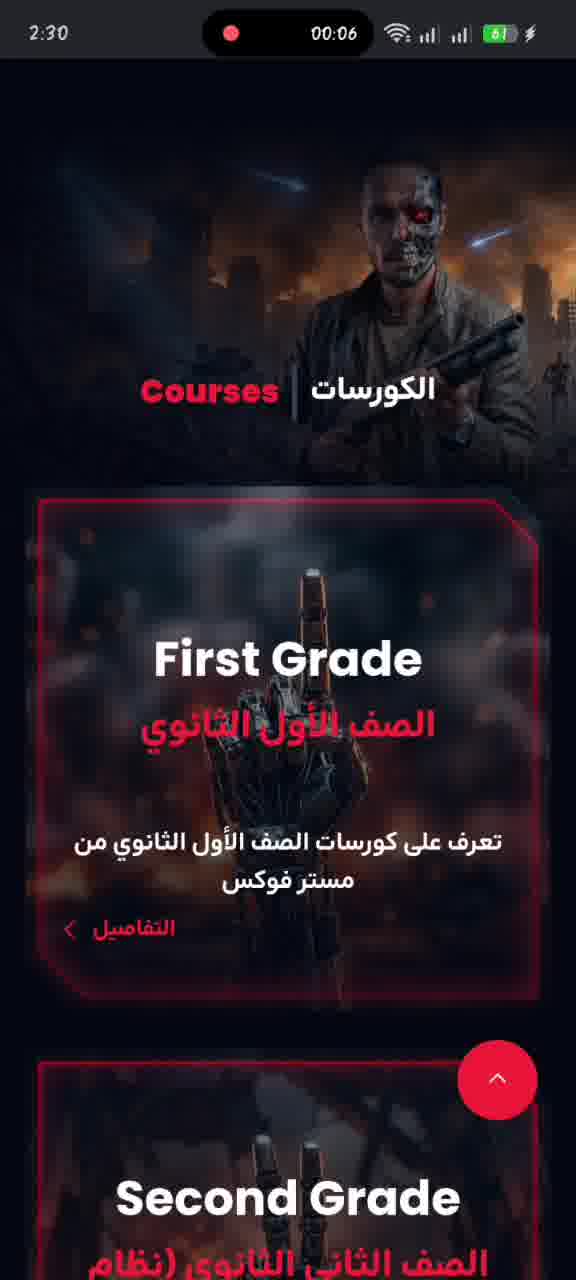 2:30 00:06 61
الكورسات Courses
First Grade
الصف الأول الثانوي
تعرف على كورسات الصف الأول الثانوي من
مستر فوكس
التفاصيل
Second Grade
الصف الثاني الثانوي (نظام